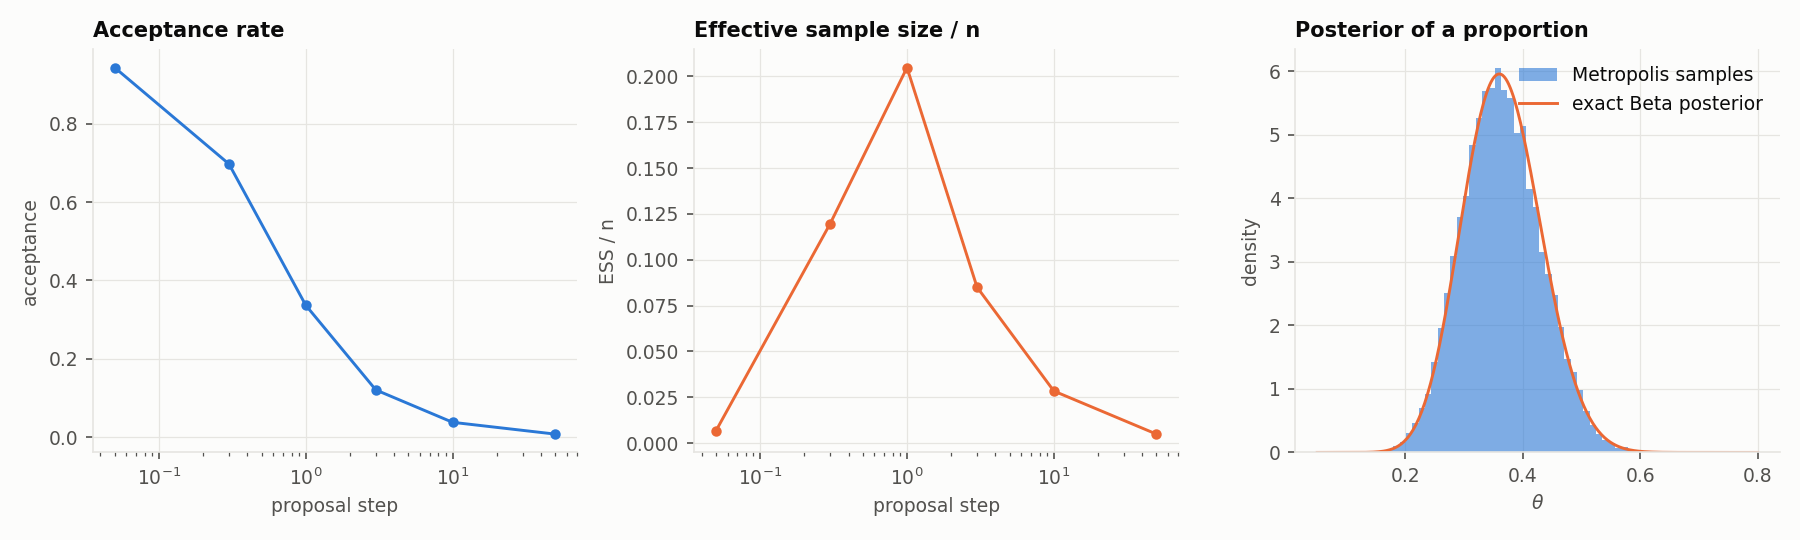 Acceptance rate
acceptance
0.8
0.6
0.4
0.2
0.0
10⁻¹ 10⁰ 10¹
proposal step
Effective sample size / n
ESS / n
0.200
0.175
0.150
0.125
0.100
0.075
0.050
0.025
0.000
10⁻¹ 10⁰ 10¹
proposal step
Posterior of a proportion
Metropolis samples
exact Beta posterior
density
6
5
4
3
2
1
0
0.2 0.4 0.6 0.8
θ